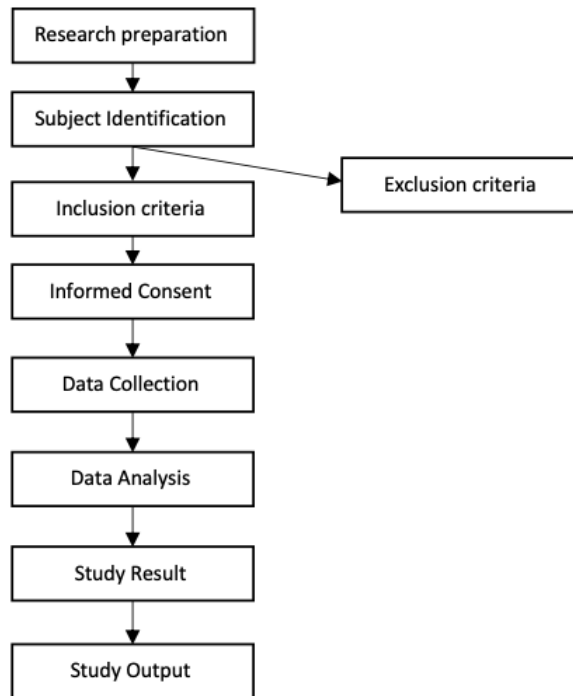 Research preparation
Subject Identification
Exclusion criteria
Inclusion criteria
Informed Consent
Data Collection
Data Analysis
Study Result
Study Output